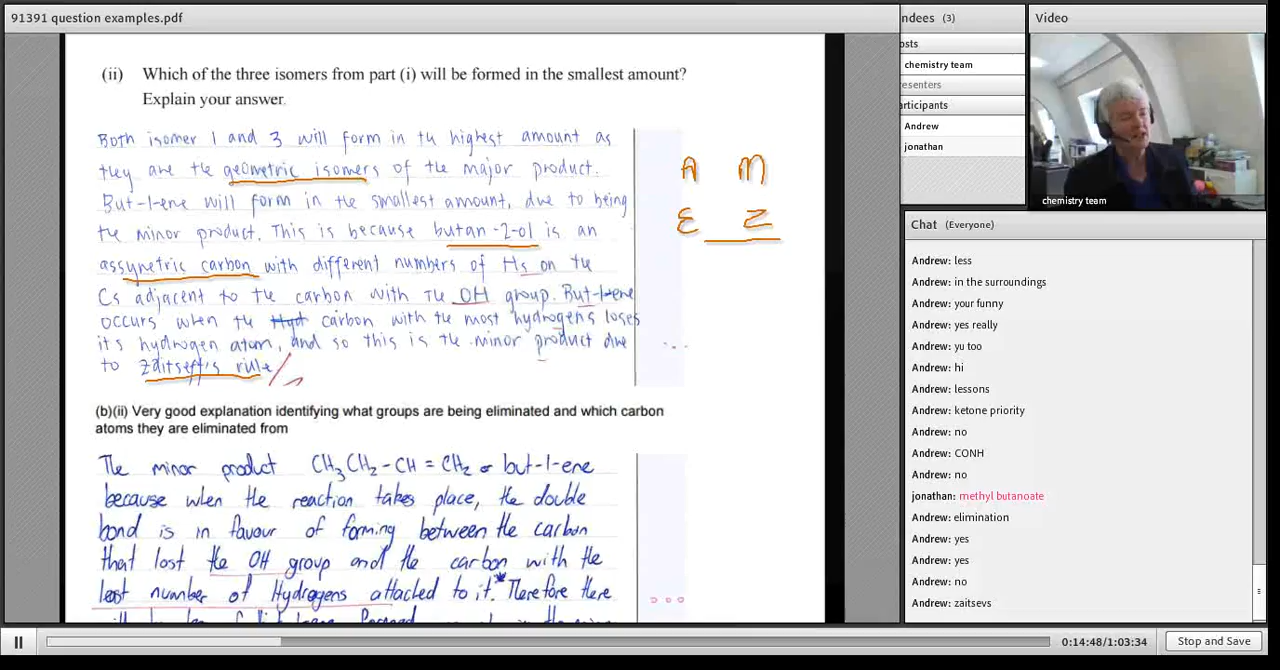 91391 question examples.pdf
(ii) Which of the three isomers from part (i) will be formed in the smallest amount?
Explain your answer.
Both isomer 1 and 3 will form in the highest amount as
they are the geometric isomers of the major product.
But-1-ene will form in the smallest amount, due to being
the minor product. This is because butan-2-ol is an
assymetric carbon with different numbers of Hs on the
Cs adjacent to the carbon with the OH group. But-1-ene
occurs when the carbon with the most hydrogens loses
it's hydrogen atom, and so this is the minor product due
to Zaitseff's rule
A M
E Z
(b)(ii) Very good explanation identifying what groups are being eliminated and which carbon
atoms they are eliminated from
The minor product CH3CH2-CH=CH2 or but-1-ene
because when the reaction takes place, the double
bond is in favour of forming between the carbon
that lost the OH group and the carbon with the
least number of Hydrogens attached to it.* Therefore there
ndees (3)
osts
chemistry team
resenters
articipants
Andrew
jonathan
Video
chemistry team
Chat (Everyone)
Andrew: less
Andrew: in the surroundings
Andrew: your funny
Andrew: yes really
Andrew: yu too
Andrew: hi
Andrew: lessons
Andrew: ketone priority
Andrew: no
Andrew: CONH
Andrew: no
jonathan: methyl butanoate
Andrew: elimination
Andrew: yes
Andrew: yes
Andrew: no
Andrew: zaitsevs
0:14:48/1:03:34
Stop and Save